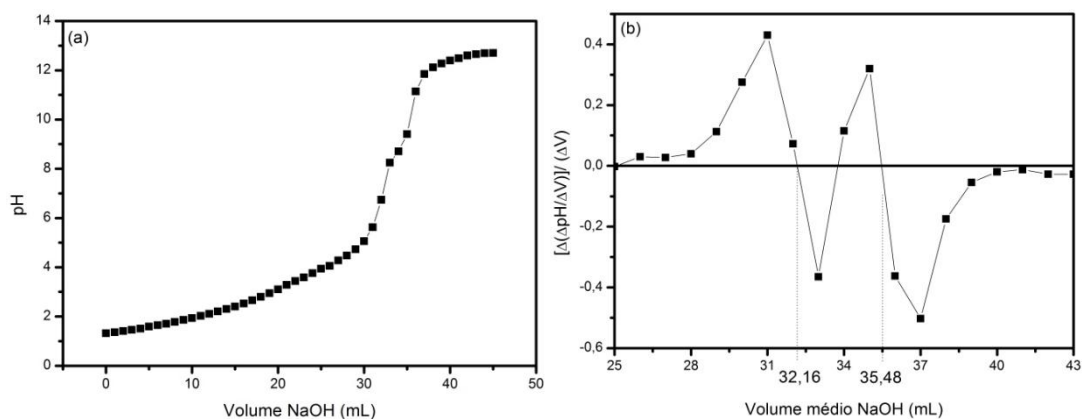 (a)
14
12
10
8
6
4
2
0
pH
0 10 20 30 40 50
Volume NaOH (mL)
(b)
0,4
0,2
0,0
-0,2
-0,4
-0,6
[Δ(ΔpH/ΔV)]/ (ΔV)
25 28 31 34 37 40 43
32,16 35,48
Volume médio NaOH (mL)